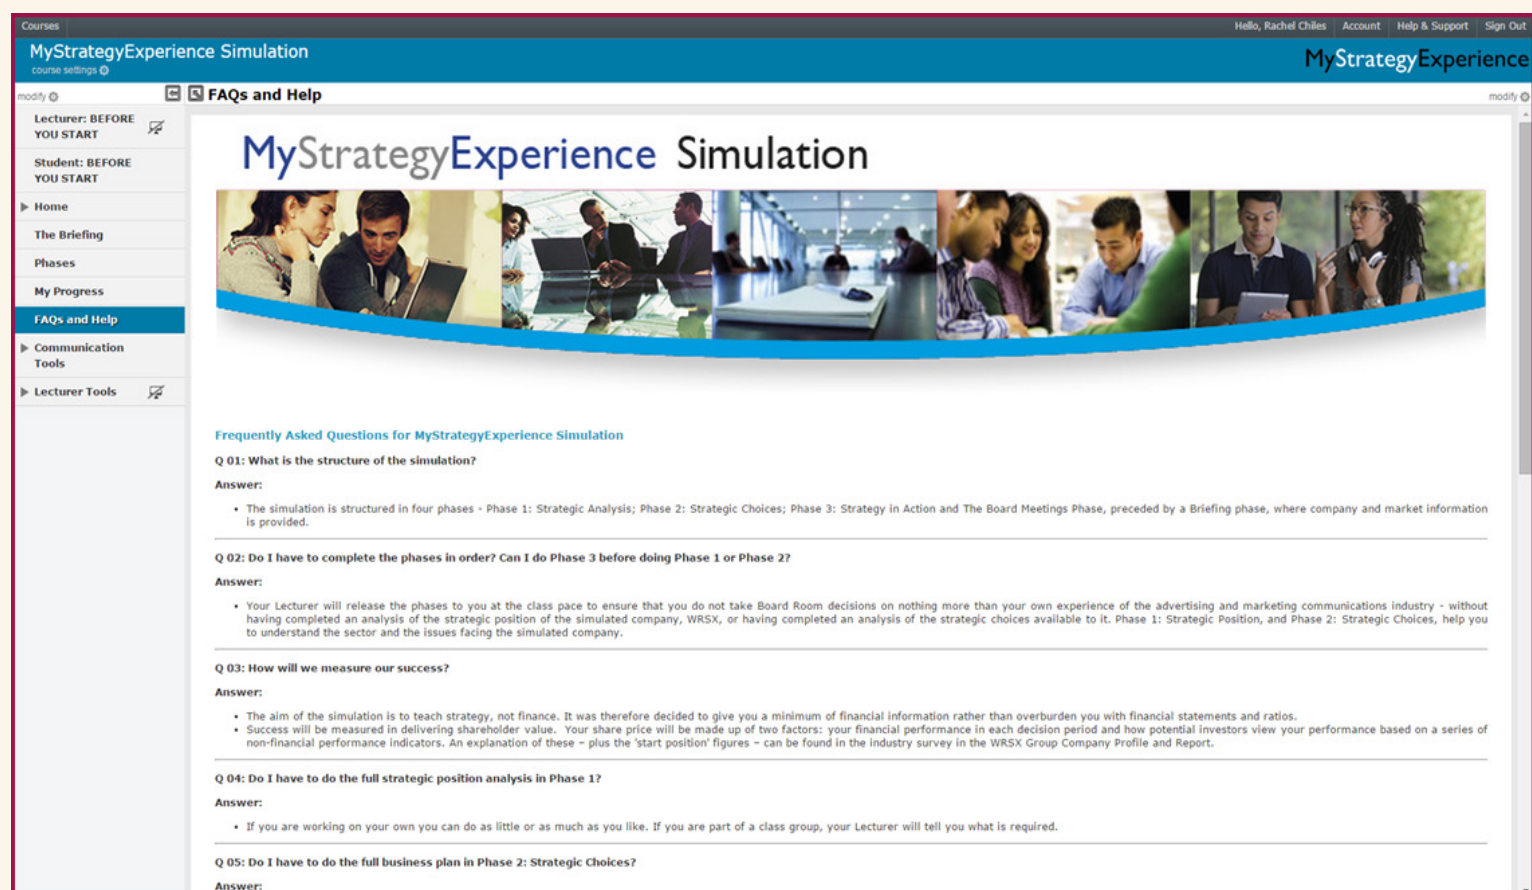 Courses
Hello, Rachel Chiles Account Help & Support Sign Out
MyStrategyExperience Simulation
course settings
MyStrategyExperience
modify
FAQs and Help
modify
Lecturer: BEFORE
YOU START
Student: BEFORE
YOU START
Home
The Briefing
Phases
My Progress
FAQs and Help
Communication
Tools
Lecturer Tools
MyStrategyExperience Simulation
Frequently Asked Questions for MyStrategyExperience Simulation
Q 01: What is the structure of the simulation?
Answer:
• The simulation is structured in four phases - Phase 1: Strategic Analysis; Phase 2: Strategic Choices; Phase 3: Strategy in Action and The Board Meetings Phase, preceded by a Briefing phase, where company and market information
is provided.
Q 02: Do I have to complete the phases in order? Can I do Phase 3 before doing Phase 1 or Phase 2?
Answer:
• Your Lecturer will release the phases to you at the class pace to ensure that you do not take Board Room decisions on nothing more than your own experience of the advertising and marketing communications industry - without
having completed an analysis of the strategic position of the simulated company, WRSX, or having completed an analysis of the strategic choices available to it. Phase 1: Strategic Position, and Phase 2: Strategic Choices, help you
to understand the sector and the issues facing the simulated company.
Q 03: How will we measure our success?
Answer:
• The aim of the simulation is to teach strategy, not finance. It was therefore decided to give you a minimum of financial information rather than overburden you with financial statements and ratios.
• Success will be measured in delivering shareholder value. Your share price will be made up of two factors: your financial performance in each decision period and how potential investors view your performance based on a series of
non-financial performance indicators. An explanation of these – plus the 'start position' figures – can be found in the industry survey in the WRSX Group Company Profile and Report.
Q 04: Do I have to do the full strategic position analysis in Phase 1?
Answer:
• If you are working on your own you can do as little or as much as you like. If you are part of a class group, your Lecturer will tell you what is required.
Q 05: Do I have to do the full business plan in Phase 2: Strategic Choices?
Answer: